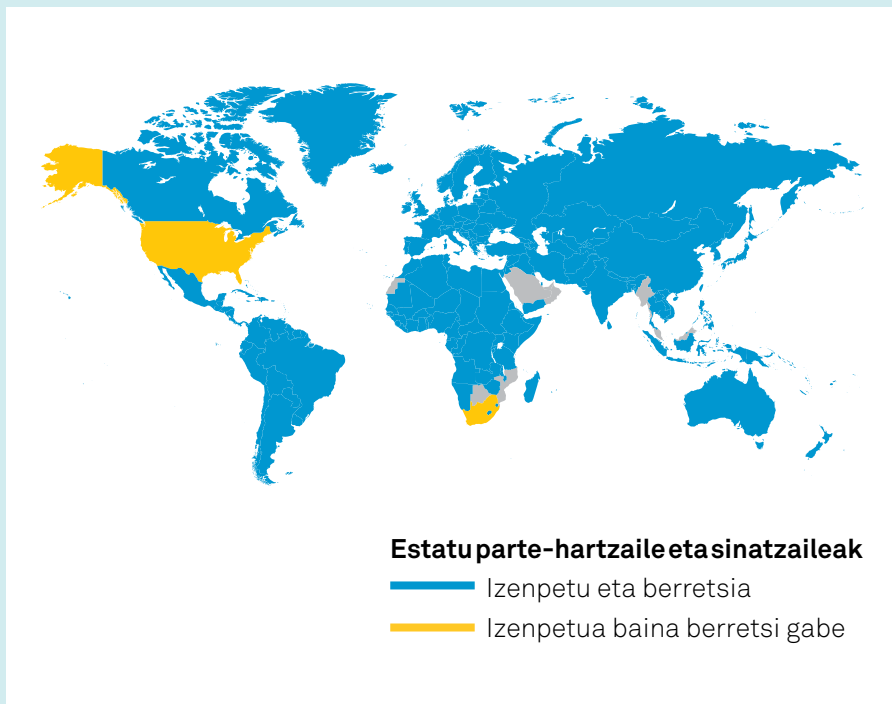 Estatu parte-hartzaile eta sinatzaileak
Izenpetu eta berretsia
Izenpetua baina berretsi gabe